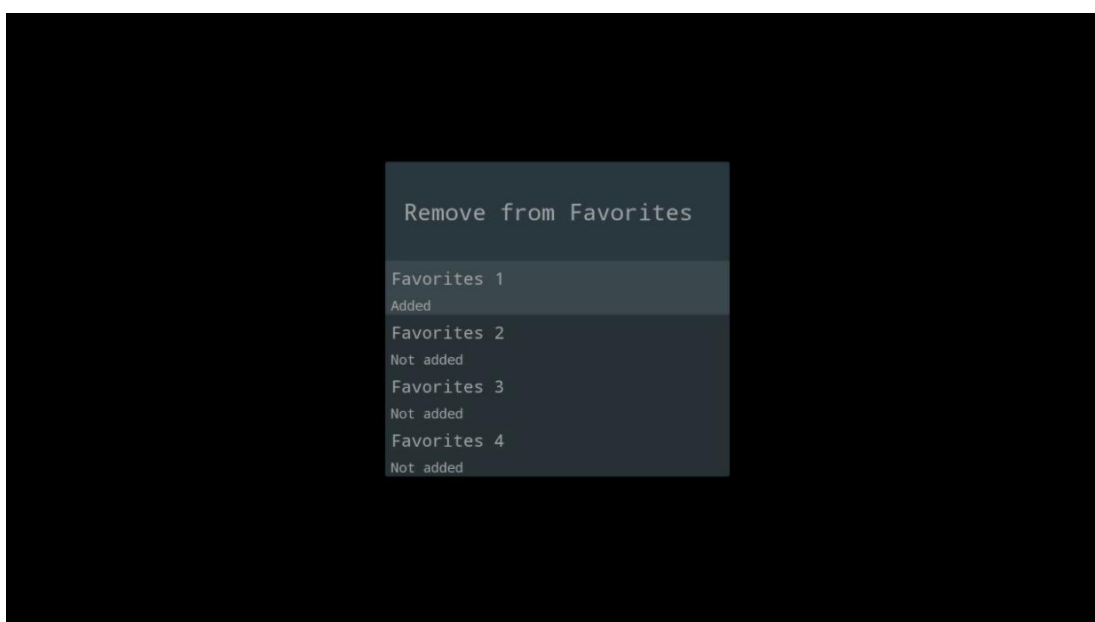 Remove from Favorites
Favorites 1
Added
Favorites 2
Not added
Favorites 3
Not added
Favorites 4
Not added